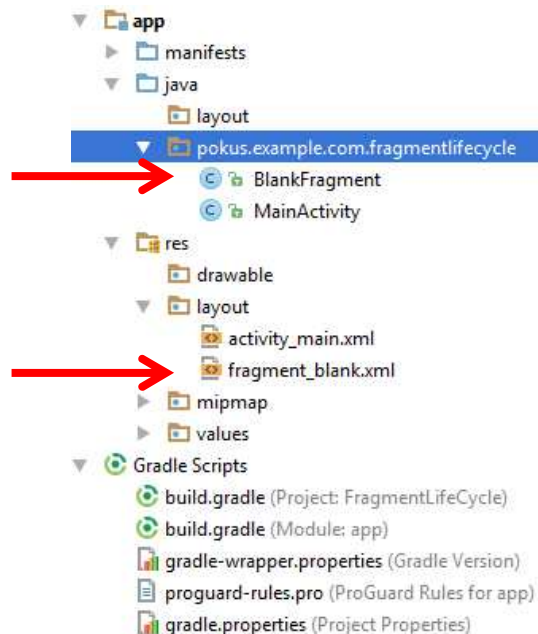 app
manifests
java
layout
pokus.example.com.fragmentlifecycle
BlankFragment
MainActivity
res
drawable
layout
activity_main.xml
fragment_blank.xml
mipmap
values
Gradle Scripts
build.gradle (Project: FragmentLifeCycle)
build.gradle (Module: app)
gradle-wrapper.properties (Gradle Version)
proguard-rules.pro (ProGuard Rules for app)
gradle.properties (Project Properties)